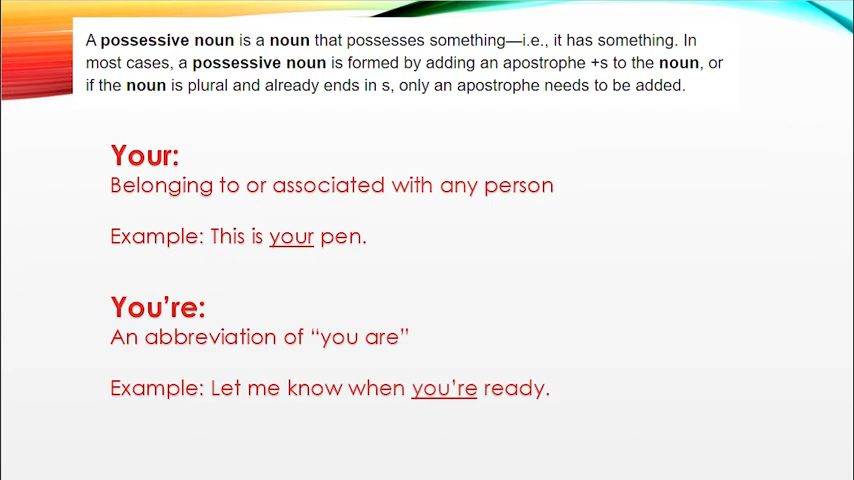 A possessive noun is a noun that possesses something—i.e., it has something. In
most cases, a possessive noun is formed by adding an apostrophe +s to the noun, or
if the noun is plural and already ends in s, only an apostrophe needs to be added.
Your:
Belonging to or associated with any person
Example: This is your pen.
You’re:
An abbreviation of “you are”
Example: Let me know when you’re ready.